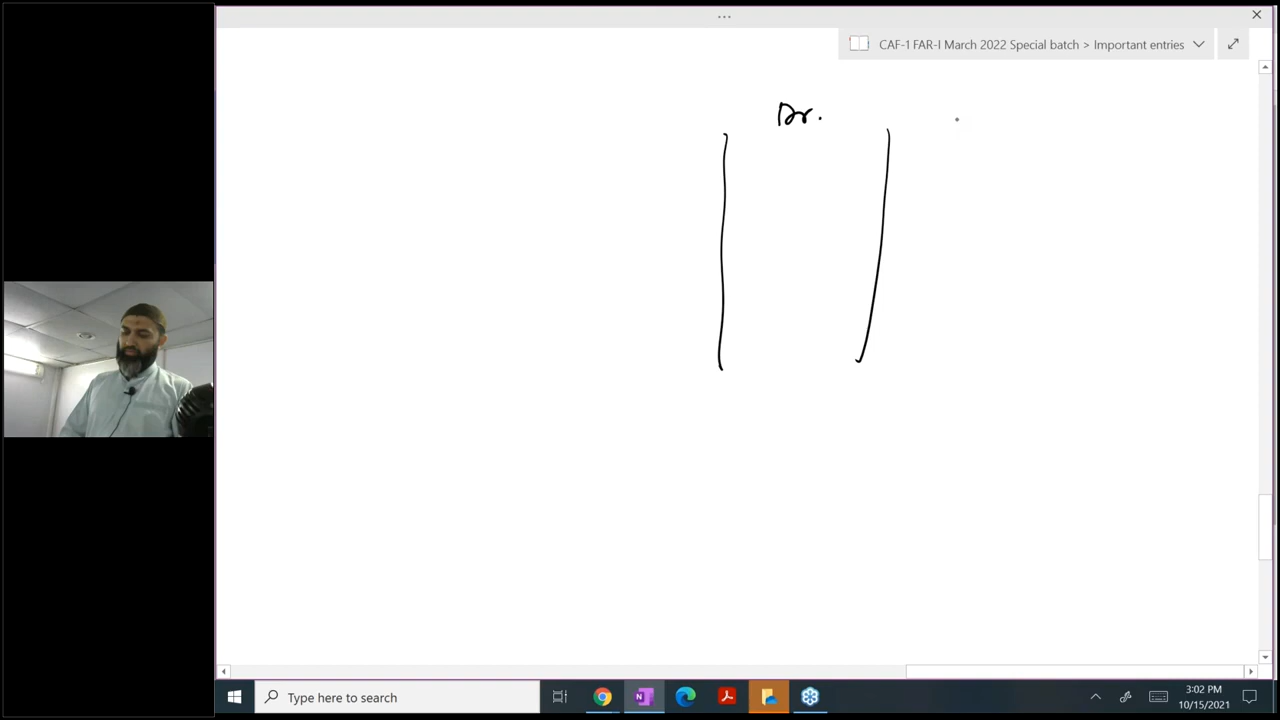 CAF-1 FAR-I March 2022 Special batch > Important entries
Dr.
Type here to search
3:02 PM
10/15/2021